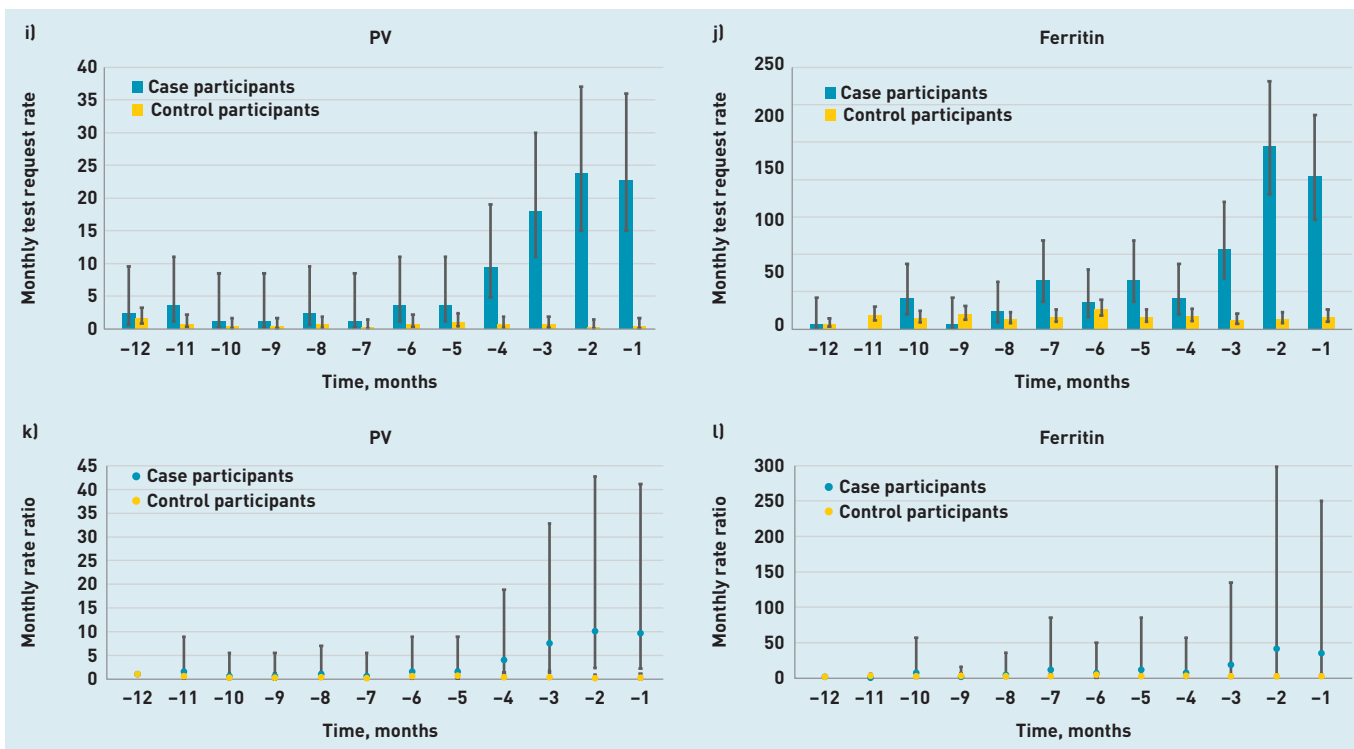 i)
PV
Monthly test request rate
40
35
30
25
20
15
10
5
0
Case participants
Control participants
−12 −11 −10 −9 −8 −7 −6 −5 −4 −3 −2 −1
Time, months
j)
Ferritin
Monthly test request rate
250
200
150
100
50
0
Case participants
Control participants
−12 −11 −10 −9 −8 −7 −6 −5 −4 −3 −2 −1
Time, months
k)
PV
Monthly rate ratio
45
40
35
30
25
20
15
10
5
0
Case participants
Control participants
−12 −11 −10 −9 −8 −7 −6 −5 −4 −3 −2 −1
Time, months
l)
Ferritin
Monthly rate ratio
300
250
200
150
100
50
0
Case participants
Control participants
−12 −11 −10 −9 −8 −7 −6 −5 −4 −3 −2 −1
Time, months